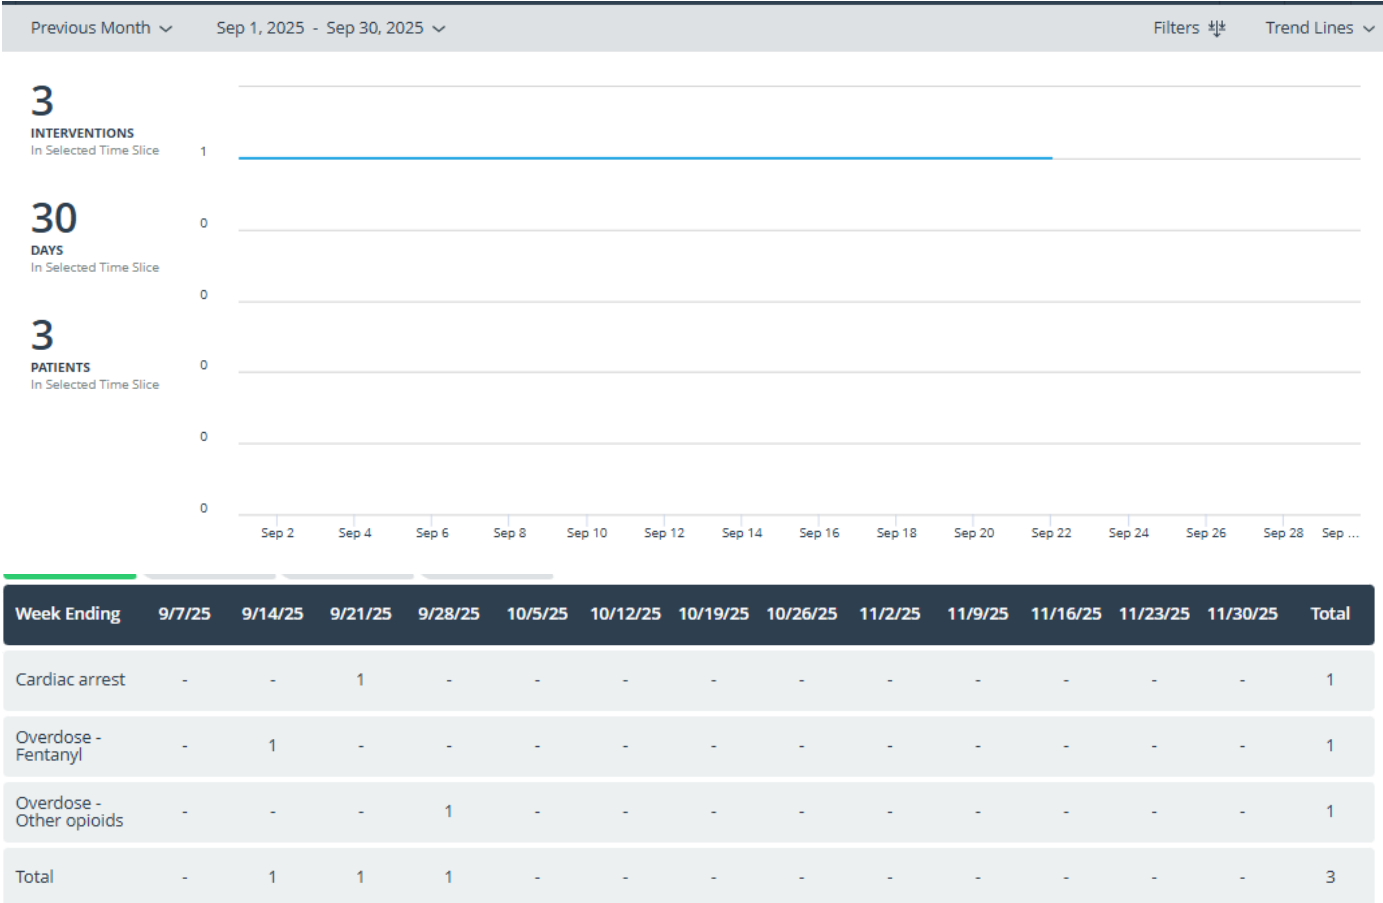 Previous Month
Sep 1, 2025 - Sep 30, 2025
Filters
Trend Lines
3
INTERVENTIONS
In Selected Time Slice
30
DAYS
In Selected Time Slice
3
PATIENTS
In Selected Time Slice
1
0
0
0
0
0
Sep 2 Sep 4 Sep 6 Sep 8 Sep 10 Sep 12 Sep 14 Sep 16 Sep 18 Sep 20 Sep 22 Sep 24 Sep 26 Sep 28 Sep ...
Week Ending 9/7/25 9/14/25 9/21/25 9/28/25 10/5/25 10/12/25 10/19/25 10/26/25 11/2/25 11/9/25 11/16/25 11/23/25 11/30/25 Total
Cardiac arrest - - 1 - - - - - - - - - - 1
Overdose -
Fentanyl - 1 - - - - - - - - - - - 1
Overdose -
Other opioids - - - 1 - - - - - - - - - 1
Total - 1 1 1 - - - - - - - - - 3